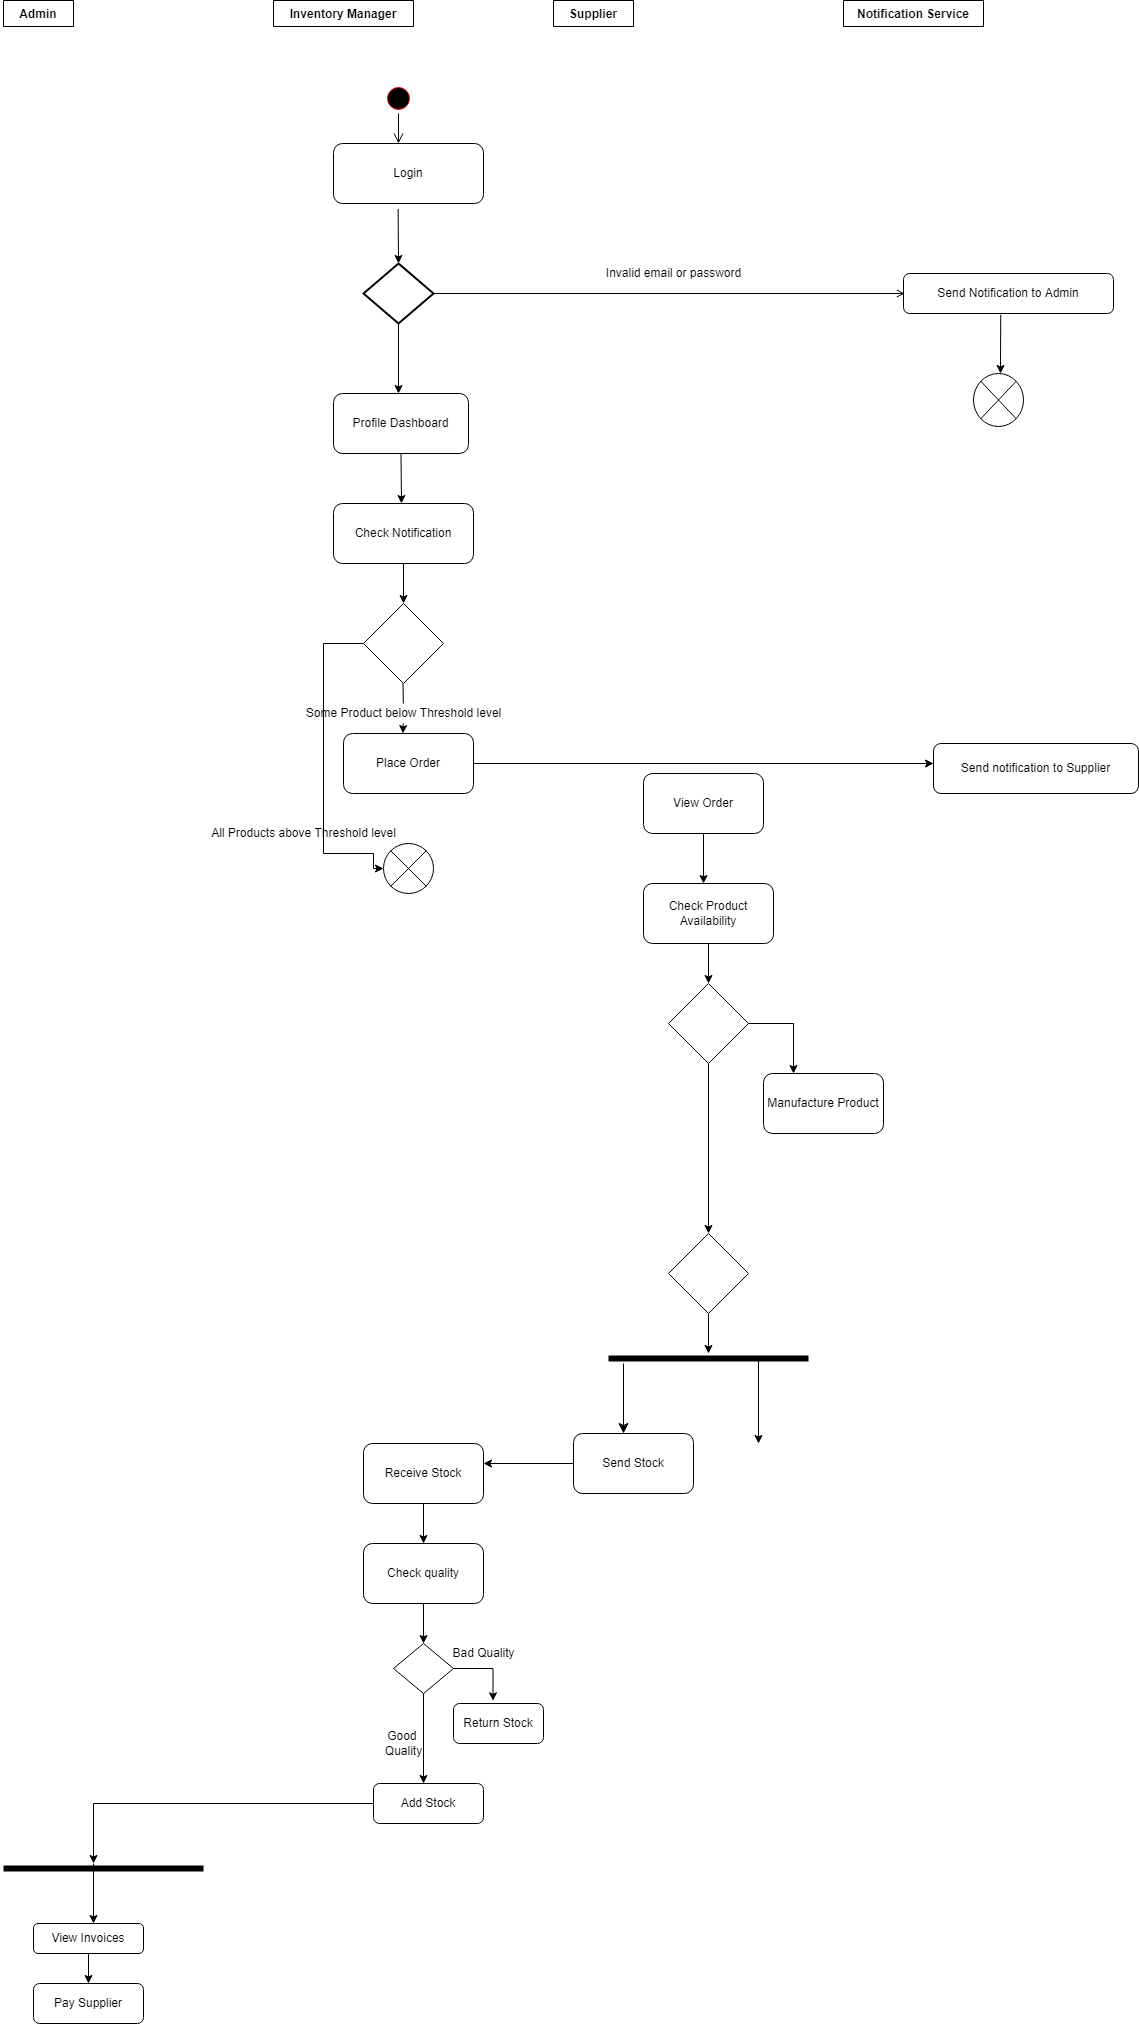 Admin
Inventory Manager
Supplier
Notification Service
Login
Invalid email or password
Send Notification to Admin
Profile Dashboard
Check Notification
Some Product below Threshold level
Place Order
Send notification to Supplier
View Order
All Products above Threshold level
Check Product
Availability
Manufacture Product
Send Stock
Receive Stock
Check quality
Bad Quality
Return Stock
Good
Quality
Add Stock
View Invoices
Pay Supplier